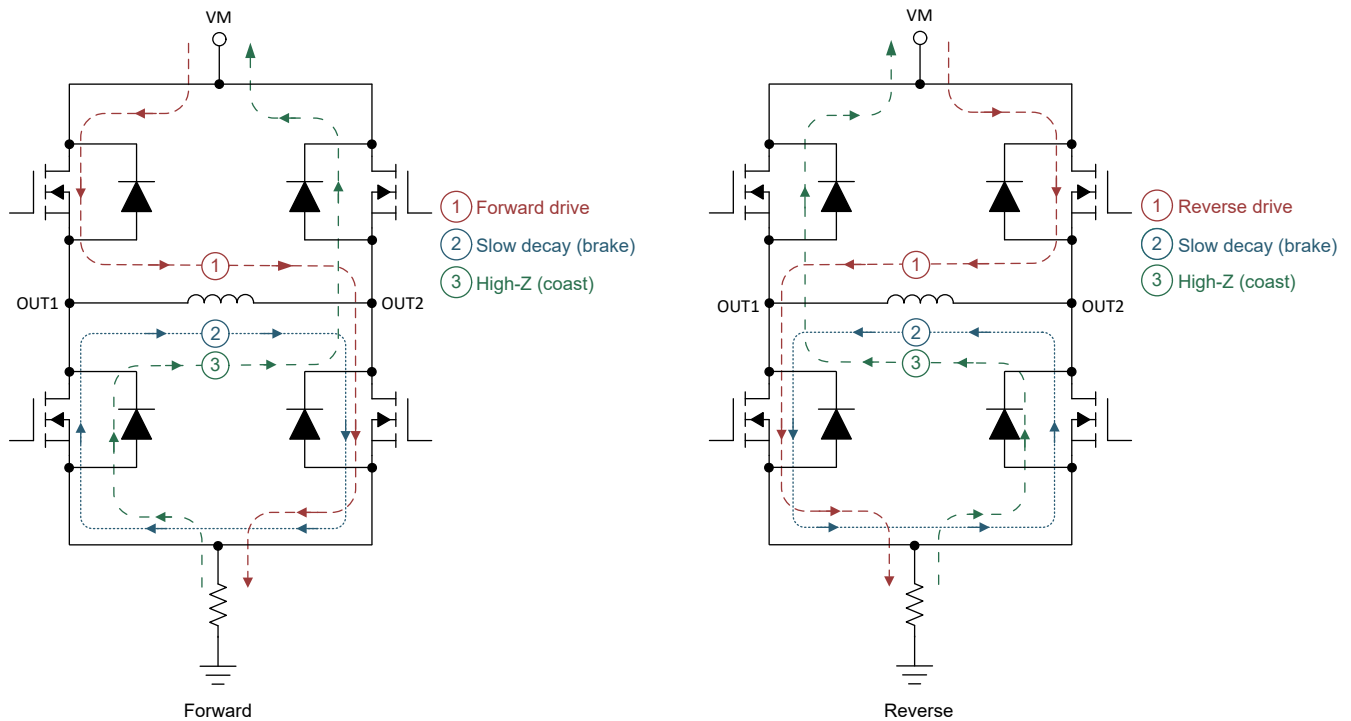 VM
1 Forward drive
2 Slow decay (brake)
3 High-Z (coast)
1
OUT1
OUT2
2
3
Forward
VM
1 Reverse drive
2 Slow decay (brake)
3 High-Z (coast)
1
OUT1
OUT2
2
3
Reverse